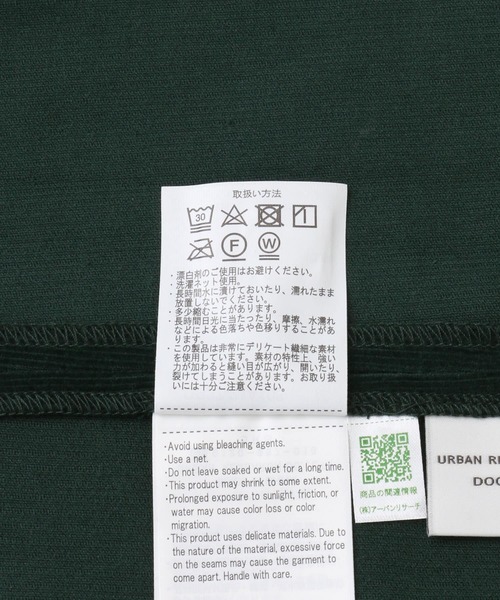 取扱い方法
30
F
W
・漂白剤のご使用はお避けください。
・洗濯ネット使用。
・長時間水に漬けておいたり、濡れたまま
放置しないでください。
・多少縮むことがあります。
・長時間日光に当たったり、摩擦、水濡れ
などによる色落ちや色移りすることがあ
ります。
・この製品は非常にデリケート繊細な素材
を使用しています。素材の特性上、強い
力が加わると縫い目が広がり、開いたり、
裂けてしまうことがあります。お取り扱
いには十分ご注意ください。
・Avoid using bleaching agents.
・Use a net.
・Do not leave soaked or wet for a long time.
・This product may shrink to some extent.
・Prolonged exposure to sunlight, friction, or
water may cause color loss or color
migration.
・This product uses delicate materials. Due to
the nature of the material, excessive force
on the seams may cause the garment to
come apart. Handle with care.
商品の関連情報
(株)アーバンリサーチ
URBAN RE
DOO